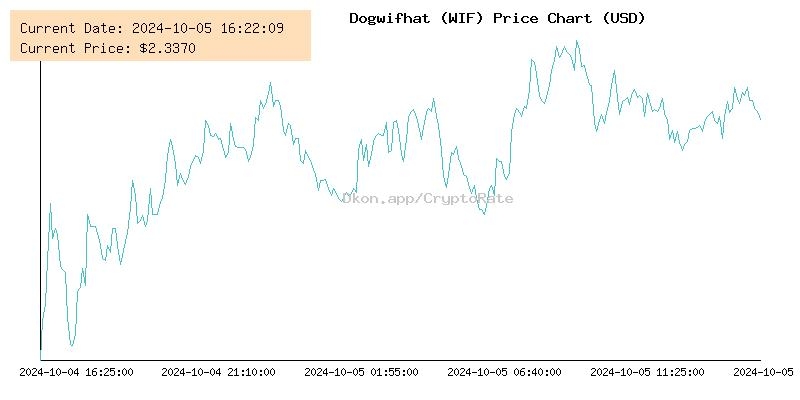 Dogwifhat (WIF) Price Chart (USD)
Current Date: 2024-10-05 16:22:09
Current Price: $2.3370
Okon.app/CryptoRate
2024-10-04 16:25:00 2024-10-04 21:10:00 2024-10-05 01:55:00 2024-10-05 06:40:00 2024-10-05 11:25:00 2024-10-05